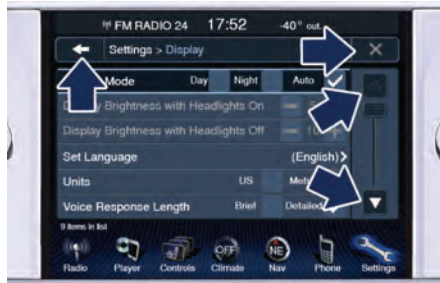 FM RADIO 24 17:52 -40° out
Settings > Display
Mode Day Night Auto
Display Brightness with Headlights On
Display Brightness with Headlights Off
Set Language (English)
Units US
Voice Response Length Brief Detailed
9 Items in list
Radio Player Controls OFF Climate NE Nav Phone Settings